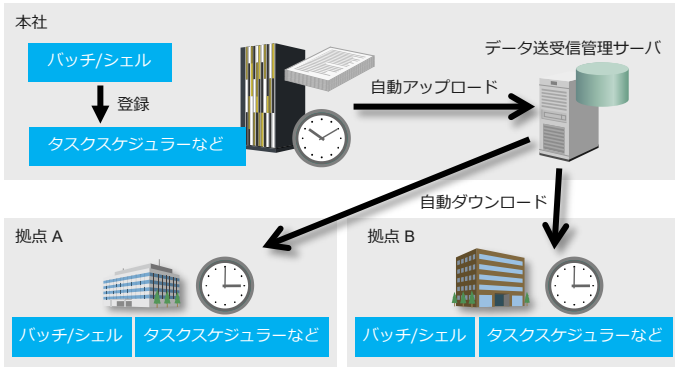 本社
バッチ/シェル
データ送受信管理サーバ
自動アップロード
登録
タスクスケジュラーなど
自動ダウンロード
拠点 A
バッチ/シェル
タスクスケジュラーなど
拠点 B
バッチ/シェル
タスクスケジュラーなど